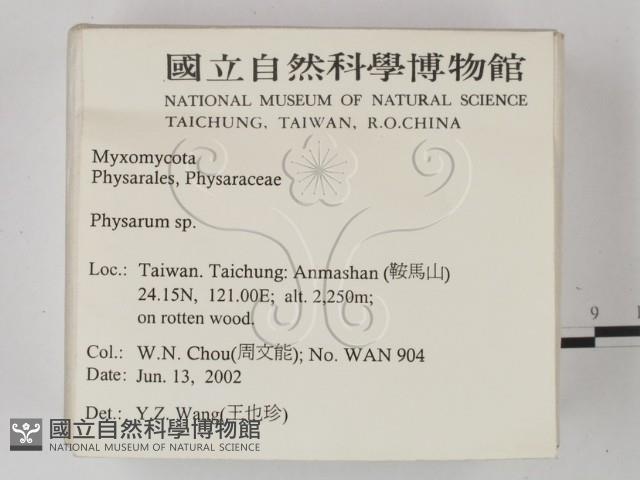 國立自然科學博物館
NATIONAL MUSEUM OF NATURAL SCIENCE
TAICHUNG, TAIWAN, R.O.CHINA
Myxomycota
Physarales, Physaraceae
Physarum sp.
Loc.: Taiwan. Taichung: Anmashan (鞍馬山)
24.15N, 121.00E; alt. 2,250m;
on rotten wood.
Col.: W.N. Chou(周文能); No. WAN 904
Date: Jun. 13, 2002
Det.: Y.Z. Wang(王也珍)
國立自然科學博物館
NATIONAL MUSEUM OF NATURAL SCIENCE
9